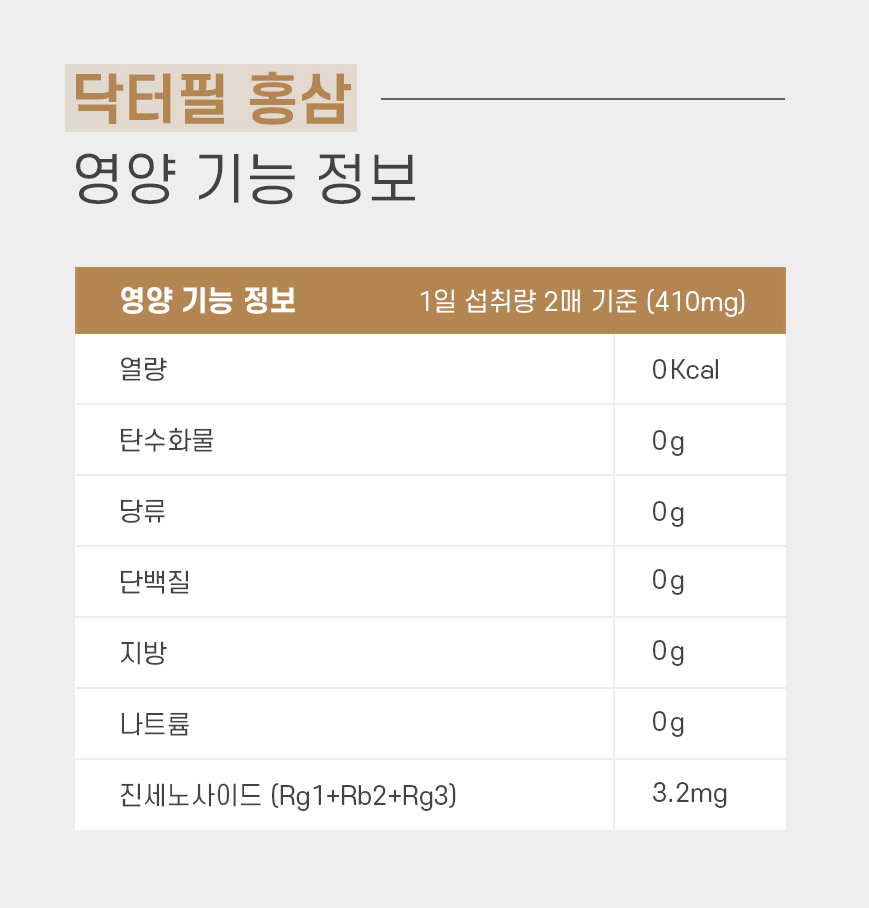 닥터필 홍삼
영양 기능 정보
영양 기능 정보 1일 섭취량 2매 기준 (410mg)
열량 0Kcal
탄수화물 0g
당류 0g
단백질 0g
지방 0g
나트륨 0g
진세노사이드 (Rg1+Rb2+Rg3) 3.2mg